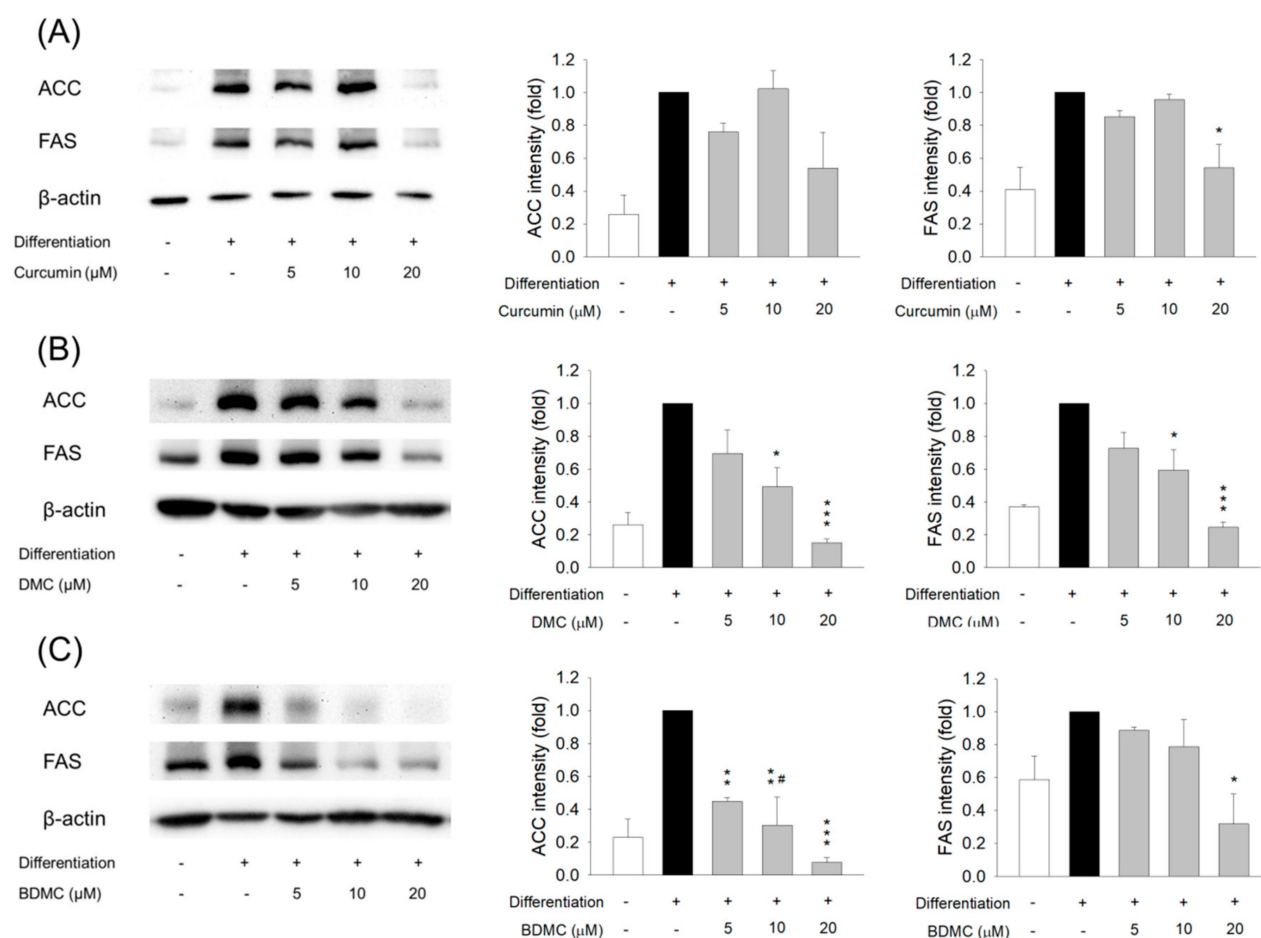 (A)
ACC
FAS
β-actin
Differentiation - + + + +
Curcumin (μM) - - 5 10 20
ACC intensity (fold)
1.2
1.0
0.8
0.6
0.4
0.2
0.0
Differentiation - + + + +
Curcumin (μM) - - 5 10 20
FAS intensity (fold)
1.2
1.0
0.8
0.6
0.4
0.2
0.0
*
Differentiation - + + + +
Curcumin (μM) - - 5 10 20
(B)
ACC
FAS
β-actin
Differentiation - + + + +
DMC (μM) - - 5 10 20
ACC intensity (fold)
1.2
1.0
0.8
0.6
0.4
0.2
0.0
* ***
Differentiation - + + + +
DMC (μM) - - 5 10 20
FAS intensity (fold)
1.2
1.0
0.8
0.6
0.4
0.2
0.0
* ***
Differentiation - + + + +
DMC (μM) - - 5 10 20
(C)
ACC
FAS
β-actin
Differentiation - + + + +
BDMC (μM) - - 5 10 20
ACC intensity (fold)
1.2
1.0
0.8
0.6
0.4
0.2
0.0
** **# ***
Differentiation - + + + +
BDMC (μM) - - 5 10 20
FAS intensity (fold)
1.2
1.0
0.8
0.6
0.4
0.2
0.0
*
Differentiation - + + + +
BDMC (μM) - - 5 10 20